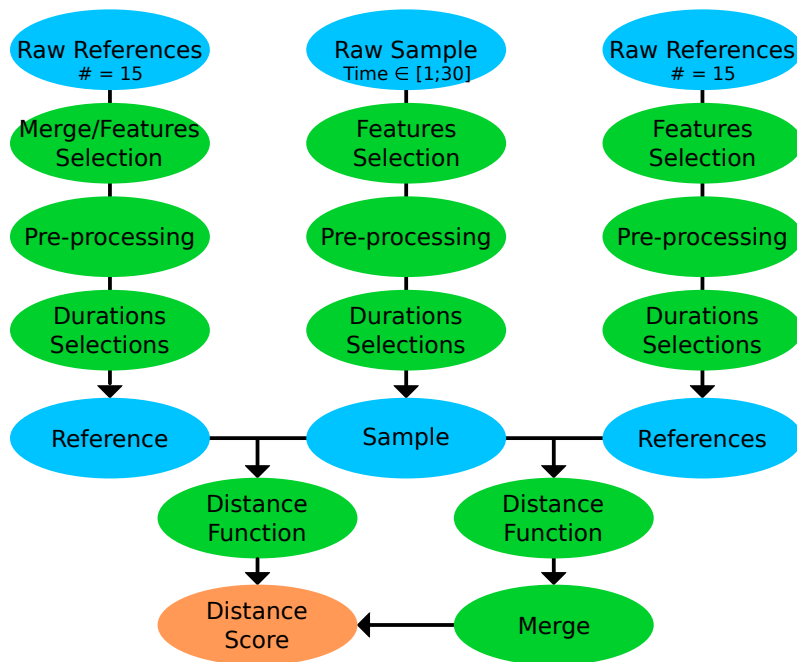 Raw References
# = 15
Raw Sample
Time ∈ [1;30]
Raw References
# = 15
Merge/Features
Selection
Features
Selection
Features
Selection
Pre-processing
Pre-processing
Pre-processing
Durations
Selections
Durations
Selections
Durations
Selections
Reference
Sample
References
Distance
Function
Distance
Function
Distance
Score
Merge